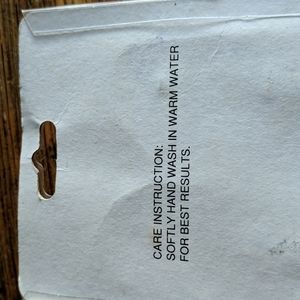 CARE INSTRUCTION:
SOFTLY HAND WASH IN WARM WATER
FOR BEST RESULTS.